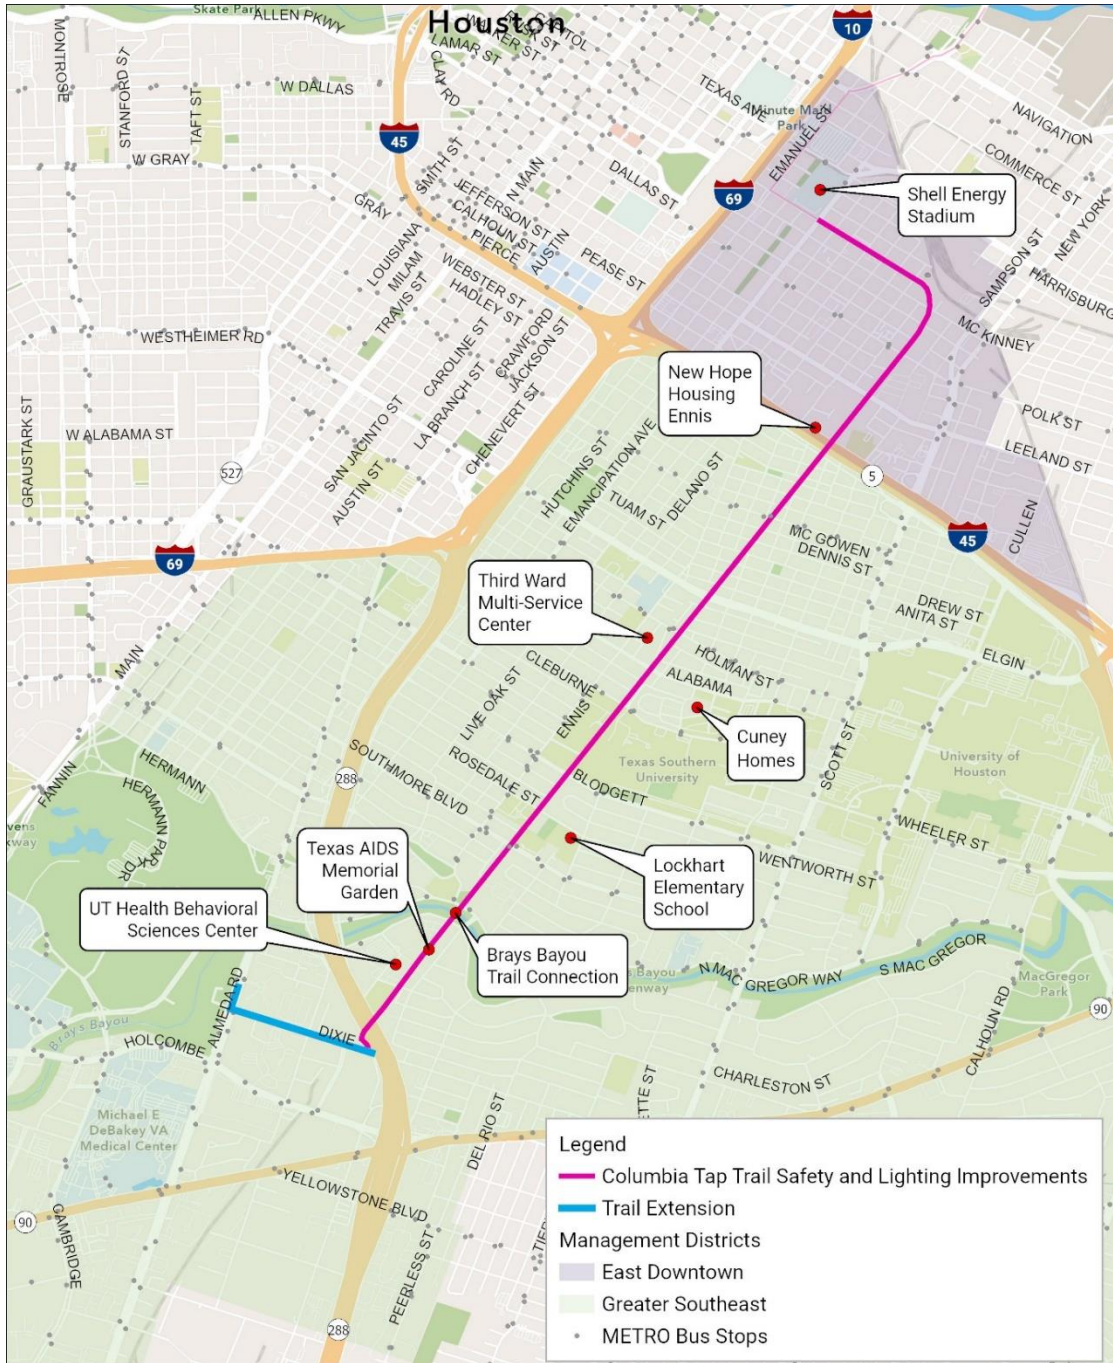 Skate Park
ALLEN PKWY
Houston
CAPITOL
RUSK ST
WALKER ST
LAMAR ST
CLAY RD
10
MONTROSE
STANFORD ST
TAFT ST
W DALLAS
TEXAS AVE
Minute Maid
Park
EMANUEL ST
NAVIGATION
COMMERCE ST
NEW YORK
45
W GRAY
SMITH ST
N MAIN
DALLAS ST
69
Shell Energy
Stadium
GRAY
JEFFERSON ST
CALHOUN ST
PIERCE
AUSTIN
PEASE ST
LOUISIANA
MILAM
TRAVIS ST
WEBSTER ST
HADLEY ST
SAMPSON ST
HARRISBURG
MC KINNEY
WESTHEIMER RD
CAROLINE ST
CRAWFORD
JACKSON ST
LA BRANCH ST
CHENEVERT ST
New Hope
Housing
Ennis
POLK ST
LEELAND ST
GRAUSTARK ST
W ALABAMA ST
SAN JACINTO ST
AUSTIN ST
527
HUTCHINS ST
EMANCIPATION AVE
TUAM ST
DELANO ST
5
CULLEN
45
69
MC GOWEN
DENNIS ST
Third Ward
Multi-Service
Center
DREW ST
ANITA ST
ELGIN
MAIN
CLEBURNE
HOLMAN ST
ALABAMA
LIVE OAK ST
ENNIS
Cuney
Homes
SCOTT ST
University of
Houston
Texas Southern
University
FANNIN
HERMANN
HERMANN PARK
DR
288
SOUTHMORE BLVD
ROSEDALE ST
BLODGETT
WHEELER ST
WENTWORTH ST
Texas AIDS
Memorial
Garden
Lockhart
Elementary
School
UT Health Behavioral
Sciences Center
Brays Bayou
Trail Connection
N MAC GREGOR WAY
S MAC GREGOR
MacGregor
Park
90
ALMEDA RD
Brays Bayou
HOLCOMBE
DIXIE
CALHOUN RD
CHARLESTON ST
Michael E
DeBakey VA
Medical Center
DEL RIO ST
ETTE ST
YELLOWSTONE BLVD
90
CAMBRIDGE
PEERLESS ST
288
Legend
Columbia Tap Trail Safety and Lighting Improvements
Trail Extension
Management Districts
East Downtown
Greater Southeast
METRO Bus Stops